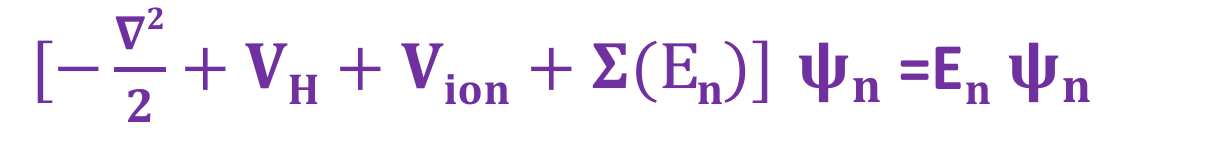 [−∇²/2 + V_H + V_ion + Σ(E_n)] ψ_n =E_n ψ_n